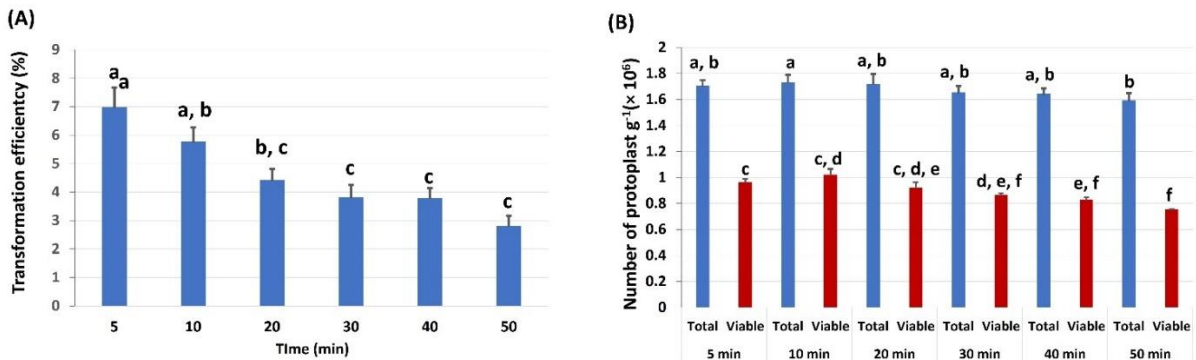 (A)
Transformation efficientcy (%)
9
8
7
6
5
4
3
2
1
0
a
a
a, b
b, c
c
c
c
5 10 20 30 40 50
TIme (min)
(B)
Number of protoplast g⁻¹(× 10⁶)
2
1.8
1.6
1.4
1.2
1
0.8
0.6
0.4
0.2
0
a, b a a, b a, b a, b b
c c, d c, d, e d, e, f e, f f
Total Viable Total Viable Total Viable Total Viable Total Viable Total Viable
5 min 10 min 20 min 30 min 40 min 50 min